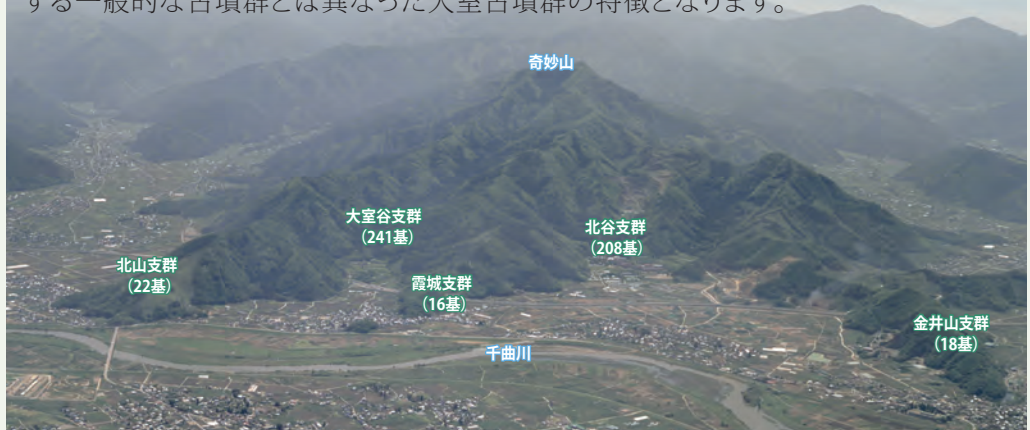 する一般的な古墳群とは異なった大室古墳群の特徴となります。
奇妙山
大室谷支群
（241基）
北谷支群
（208基）
北山支群
（22基）
霞城支群
（16基）
金井山支群
（18基）
千曲川